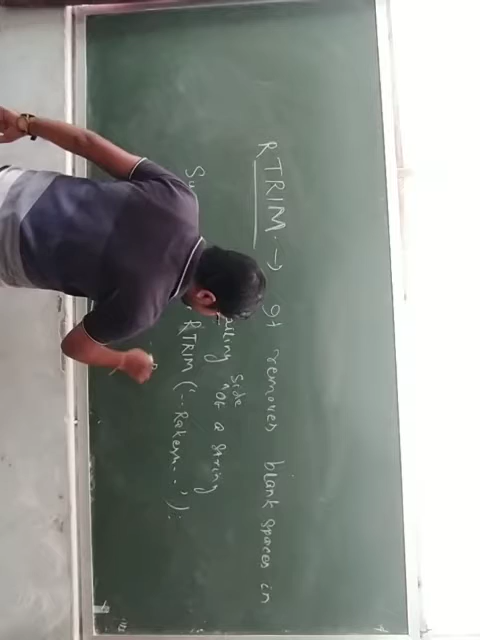 RTRIM. → It removes blank spaces in
side
of a string
RTRIM ('--Rakesh--');